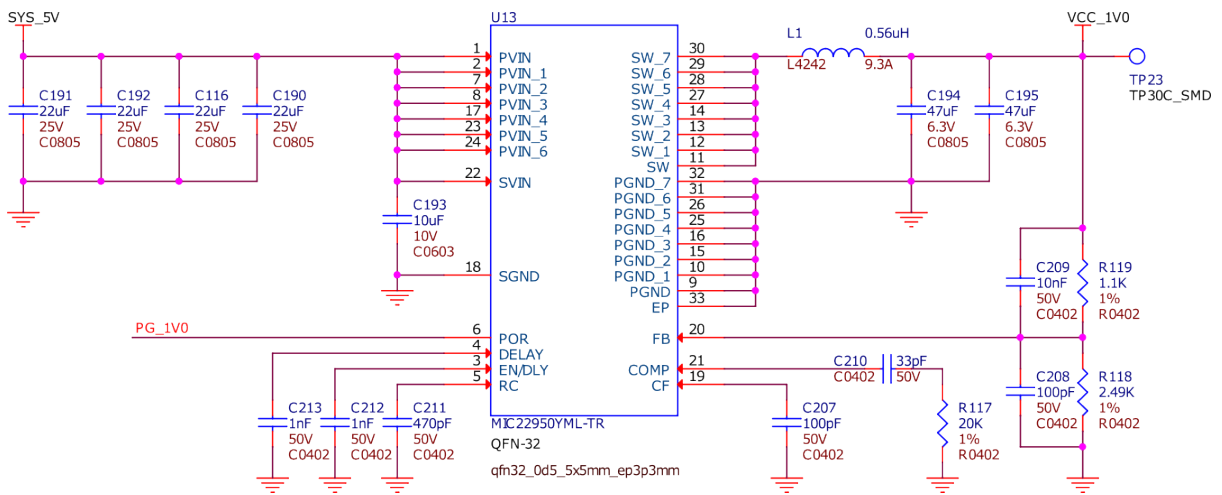 SYS_5V
U13
VCC_1V0
L1
0.56uH
L4242
9.3A
TP23
TP30C_SMD
1
PVIN
2
PVIN_1
7
PVIN_2
8
PVIN_3
17
PVIN_4
23
PVIN_5
24
PVIN_6
22
SVIN
18
SGND
6
POR
4
DELAY
3
EN/DLY
5
RC
SW_7
30
SW_6
29
SW_5
28
SW_4
27
SW_3
14
SW_2
13
SW_1
12
SW
11
PGND_7
32
PGND_6
31
PGND_5
26
PGND_4
25
PGND_3
16
PGND_2
15
PGND_1
10
PGND
9
EP
33
FB
20
COMP
21
CF
19
C191
22uF
25V
C0805
C192
22uF
25V
C0805
C116
22uF
25V
C0805
C190
22uF
25V
C0805
C193
10uF
10V
C0603
C194
47uF
6.3V
C0805
C195
47uF
6.3V
C0805
C209
10nF
50V
C0402
R119
1.1K
1%
R0402
PG_1V0
C210
33pF
C0402
50V
C208
100pF
50V
C0402
R118
2.49K
1%
R0402
C213
1nF
50V
C0402
C212
1nF
50V
C0402
C211
470pF
50V
C0402
C207
100pF
50V
C0402
R117
20K
1%
R0402
MIC22950YML-TR
QFN-32
qfn32_0d5_5x5mm_ep3p3mm